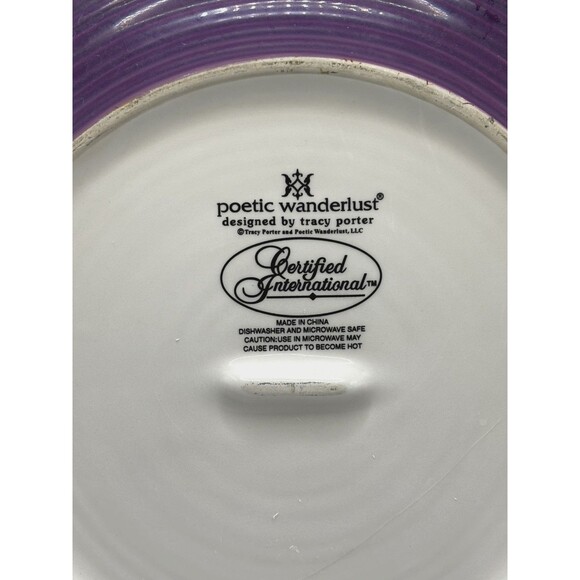 poetic wanderlust®
designed by tracy porter
©Tracy Porter and Poetic Wanderlust, LLC
Certified
International™
MADE IN CHINA
DISHWASHER AND MICROWAVE SAFE
CAUTION:USE IN MICROWAVE MAY
CAUSE PRODUCT TO BECOME HOT